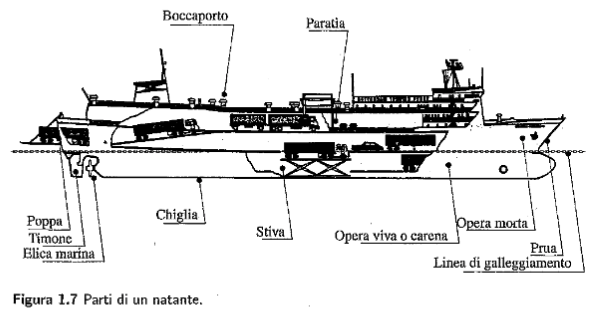 Boccaporto
Paratia
Poppa
Timone
Elica marina
Chiglia
Stiva
Opera viva o carena
Opera morta
Prua
Linea di galleggiamento
Figura 1.7 Parti di un natante.